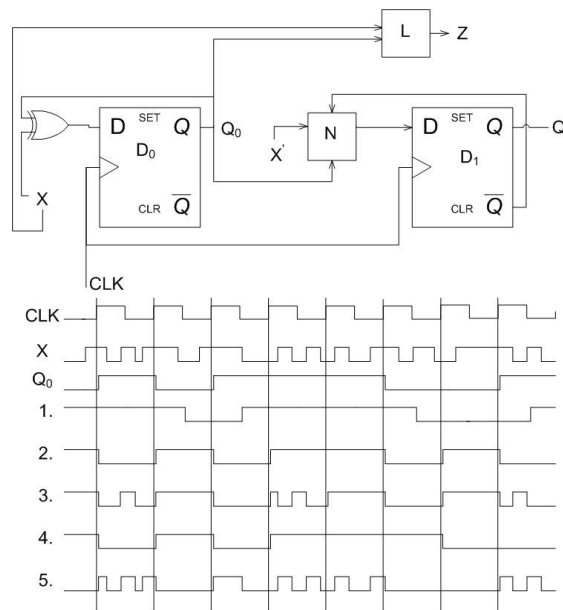 L Z
SET SET
D Q Q₀ N D Q Q
D₀ X' D₁
X
CLR Q̅ CLR Q̅
CLK
CLK
X
Q₀
1.
2.
3.
4.
5.